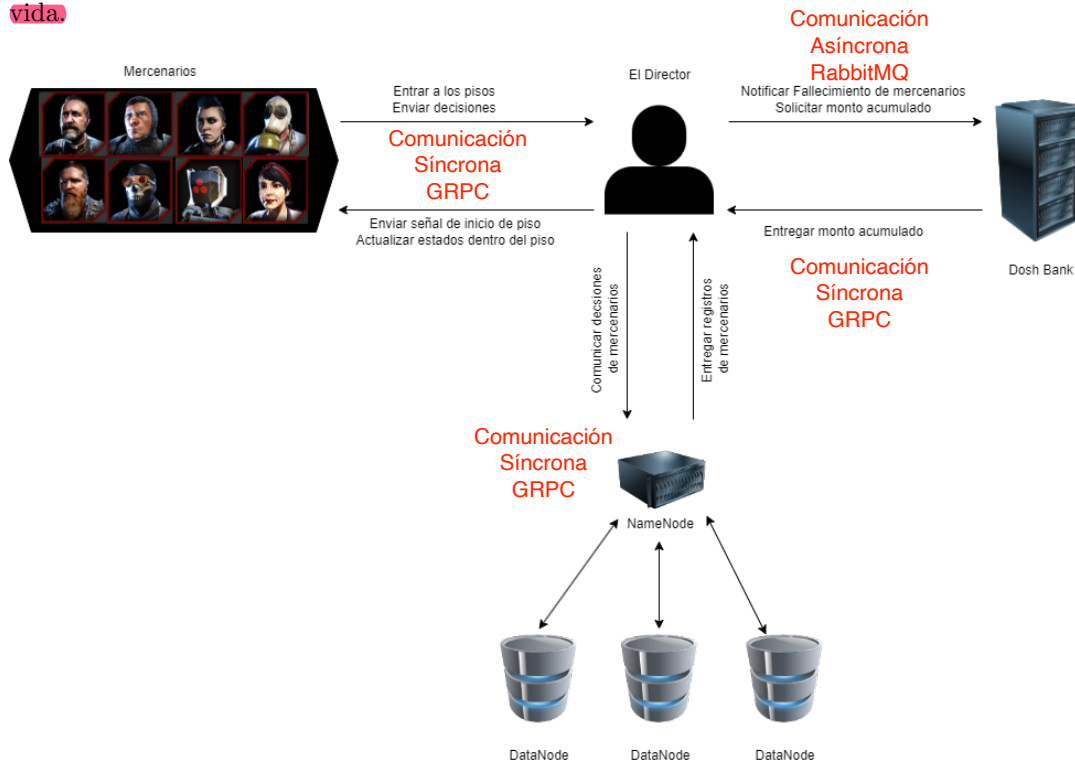 vida.
Mercenarios
Entrar a los pisos
Enviar decisiones
Comunicación
Síncrona
GRPC
Enviar señal de inicio de piso
Actualizar estados dentro del piso
El Director
Comunicación
Asíncrona
RabbitMQ
Notificar Fallecimiento de mercenarios
Solicitar monto acumulado
Entregar monto acumulado
Comunicación
Síncrona
GRPC
Dosh Bank
Comunicar decsiones
de mercenarios
Entregar registros
de mercenarios
Comunicación
Síncrona
GRPC
NameNode
DataNode
DataNode
DataNode